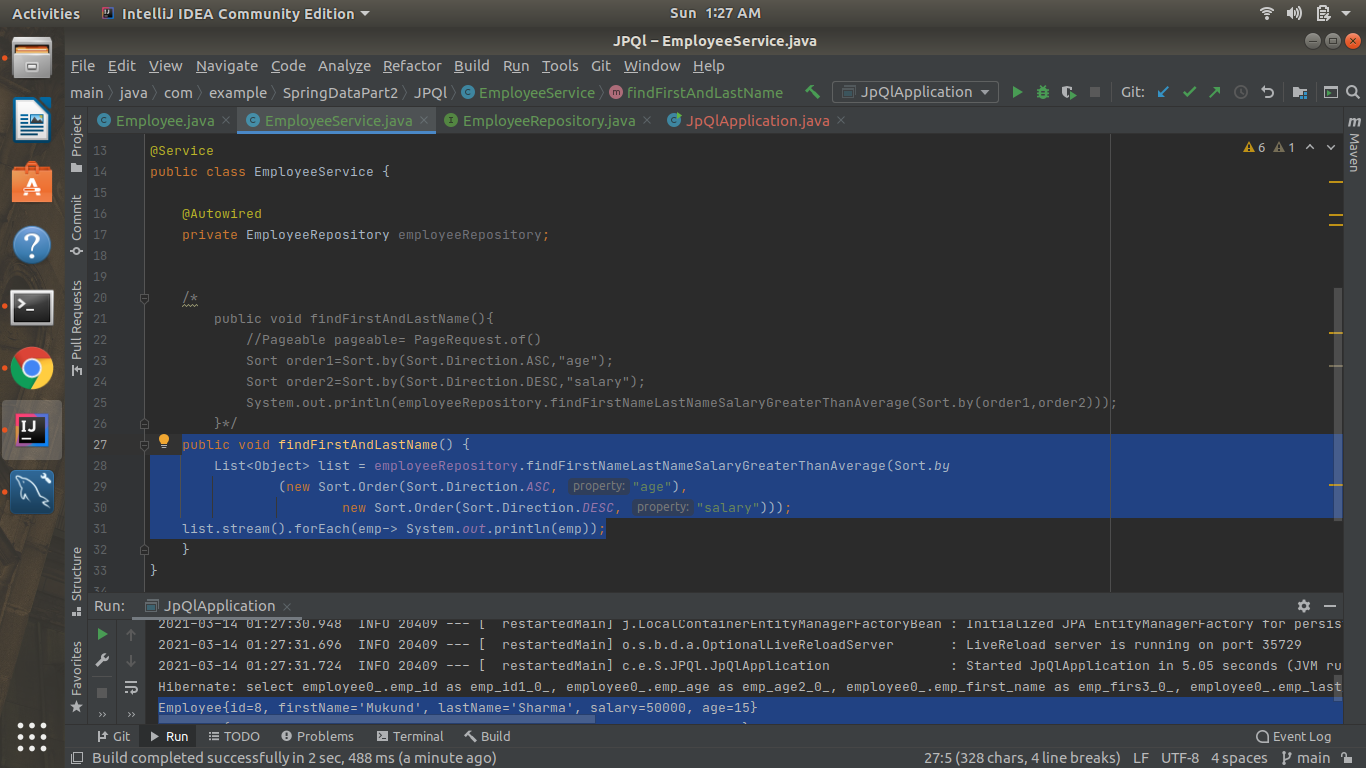 Activities IntelliJ IDEA Community Edition Sun 1:27 AM
JPQl – EmployeeService.java
File Edit View Navigate Code Analyze Refactor Build Run Tools Git Window Help
main java com example SpringDataPart2 JPQl EmployeeService findFirstAndLastName JpQlApplication Git:
Employee.java EmployeeService.java EmployeeRepository.java JpQlApplication.java
Project
Commit
Pull Requests
Structure
Favorites
Maven
6 1
13 @Service
14 public class EmployeeService {
15
16 @Autowired
17 private EmployeeRepository employeeRepository;
18
19
20 /*
21 public void findFirstAndLastName(){
22 //Pageable pageable= PageRequest.of()
23 Sort order1=Sort.by(Sort.Direction.ASC,"age");
24 Sort order2=Sort.by(Sort.Direction.DESC,"salary");
25 System.out.println(employeeRepository.findFirstNameLastNameSalaryGreaterThanAverage(Sort.by(order1,order2)));
26 }*/
27 public void findFirstAndLastName() {
28 List<Object> list = employeeRepository.findFirstNameLastNameSalaryGreaterThanAverage(Sort.by
29 (new Sort.Order(Sort.Direction.ASC, property: "age"),
30 new Sort.Order(Sort.Direction.DESC, property: "salary")));
31 list.stream().forEach(emp-> System.out.println(emp));
32 }
33 }
Run: JpQlApplication
2021-03-14 01:27:30.948 INFO 20409 --- [ restartedMain] j.LocalContainerEntityManagerFactoryBean : Initialized JPA EntityManagerFactory for persis
2021-03-14 01:27:31.696 INFO 20409 --- [ restartedMain] o.s.b.d.a.OptionalLiveReloadServer : LiveReload server is running on port 35729
2021-03-14 01:27:31.724 INFO 20409 --- [ restartedMain] c.e.S.JPQl.JpQlApplication : Started JpQlApplication in 5.05 seconds (JVM ru
Hibernate: select employee0_.emp_id as emp_id1_0_, employee0_.emp_age as emp_age2_0_, employee0_.emp_first_name as emp_firs3_0_, employee0_.emp_last
Employee{id=8, firstName='Mukund', lastName='Sharma', salary=50000, age=15}
Git Run TODO Problems Terminal Build Event Log
Build completed successfully in 2 sec, 488 ms (a minute ago) 27:5 (328 chars, 4 line breaks) LF UTF-8 4 spaces main